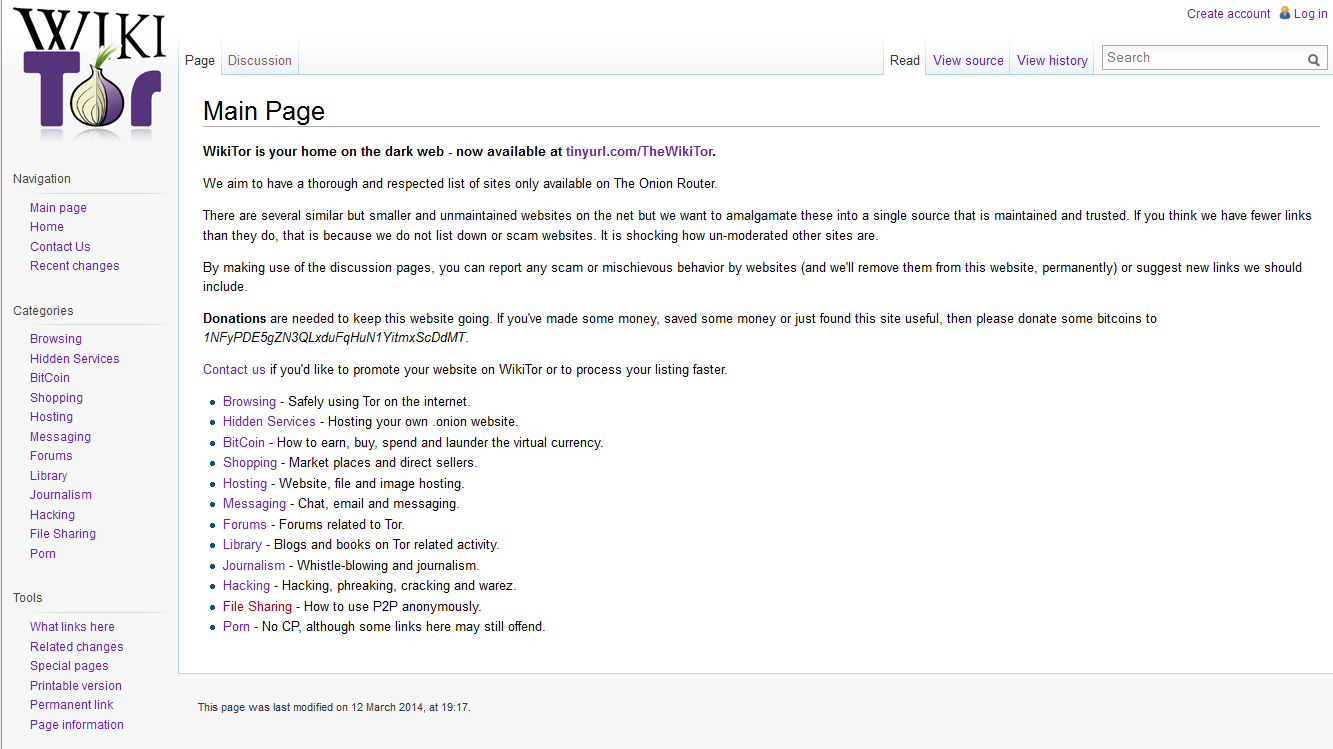 WIKI
Tor
Create account Log in
Page Discussion Read View source View history Search
Main Page
WikiTor is your home on the dark web - now available at tinyurl.com/TheWikiTor.
We aim to have a thorough and respected list of sites only available on The Onion Router.
There are several similar but smaller and unmaintained websites on the net but we want to amalgamate these into a single source that is maintained and trusted. If you think we have fewer links
than they do, that is because we do not list down or scam websites. It is shocking how un-moderated other sites are.
By making use of the discussion pages, you can report any scam or mischievous behavior by websites (and we'll remove them from this website, permanently) or suggest new links we should
include.
Donations are needed to keep this website going. If you've made some money, saved some money or just found this site useful, then please donate some bitcoins to
1NFyPDE5gZN3QLxduFqHuN1YitmxScDdMT.
Contact us if you'd like to promote your website on WikiTor or to process your listing faster.
Browsing - Safely using Tor on the internet.
Hidden Services - Hosting your own .onion website.
BitCoin - How to earn, buy, spend and launder the virtual currency.
Shopping - Market places and direct sellers.
Hosting - Website, file and image hosting.
Messaging - Chat, email and messaging.
Forums - Forums related to Tor.
Library - Blogs and books on Tor related activity.
Journalism - Whistle-blowing and journalism.
Hacking - Hacking, phreaking, cracking and warez.
File Sharing - How to use P2P anonymously.
Porn - No CP, although some links here may still offend.
Navigation
Main page
Home
Contact Us
Recent changes
Categories
Browsing
Hidden Services
BitCoin
Shopping
Hosting
Messaging
Forums
Library
Journalism
Hacking
File Sharing
Porn
Tools
What links here
Related changes
Special pages
Printable version
Permanent link
Page information
This page was last modified on 12 March 2014, at 19:17.